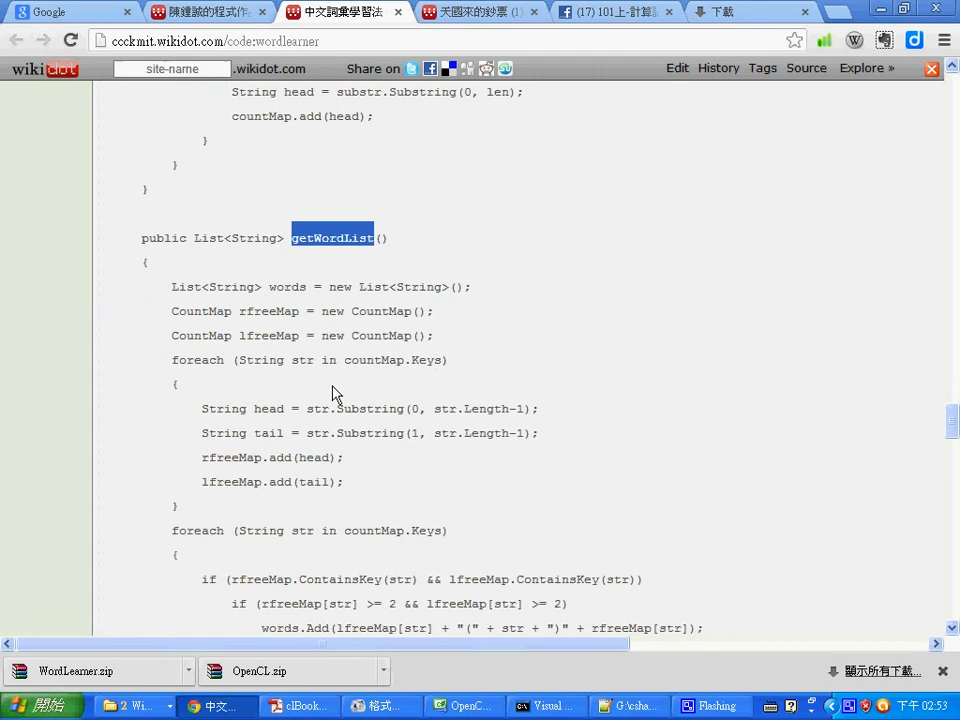 Google
陳鍾誠的程式作
中文詞彙學習法
天國來的鈔票 (1)
(17) 101上-計算
下載
ccckmit.wikidot.com/code:wordlearner
wikidot
site-name
.wikidot.com
Share on
Edit
History
Tags
Source
Explore »
String head = substr.Substring(0, len);
countMap.add(head);
}
}
}
public List<String> getWordList()
{
List<String> words = new List<String>();
CountMap rfreeMap = new CountMap();
CountMap lfreeMap = new CountMap();
foreach (String str in countMap.Keys)
{
String head = str.Substring(0, str.Length-1);
String tail = str.Substring(1, str.Length-1);
rfreeMap.add(head);
lfreeMap.add(tail);
}
foreach (String str in countMap.Keys)
{
if (rfreeMap.ContainsKey(str) && lfreeMap.ContainsKey(str))
if (rfreeMap[str] >= 2 && lfreeMap[str] >= 2)
words.Add(lfreeMap[str] + "(" + str + ")" + rfreeMap[str]);
WordLearner.zip
OpenCL.zip
顯示所有下載...
開始
2 Wi...
中文...
clBook...
格式...
OpenC...
Visual ...
G:\csha...
Flashing
下午 02:53